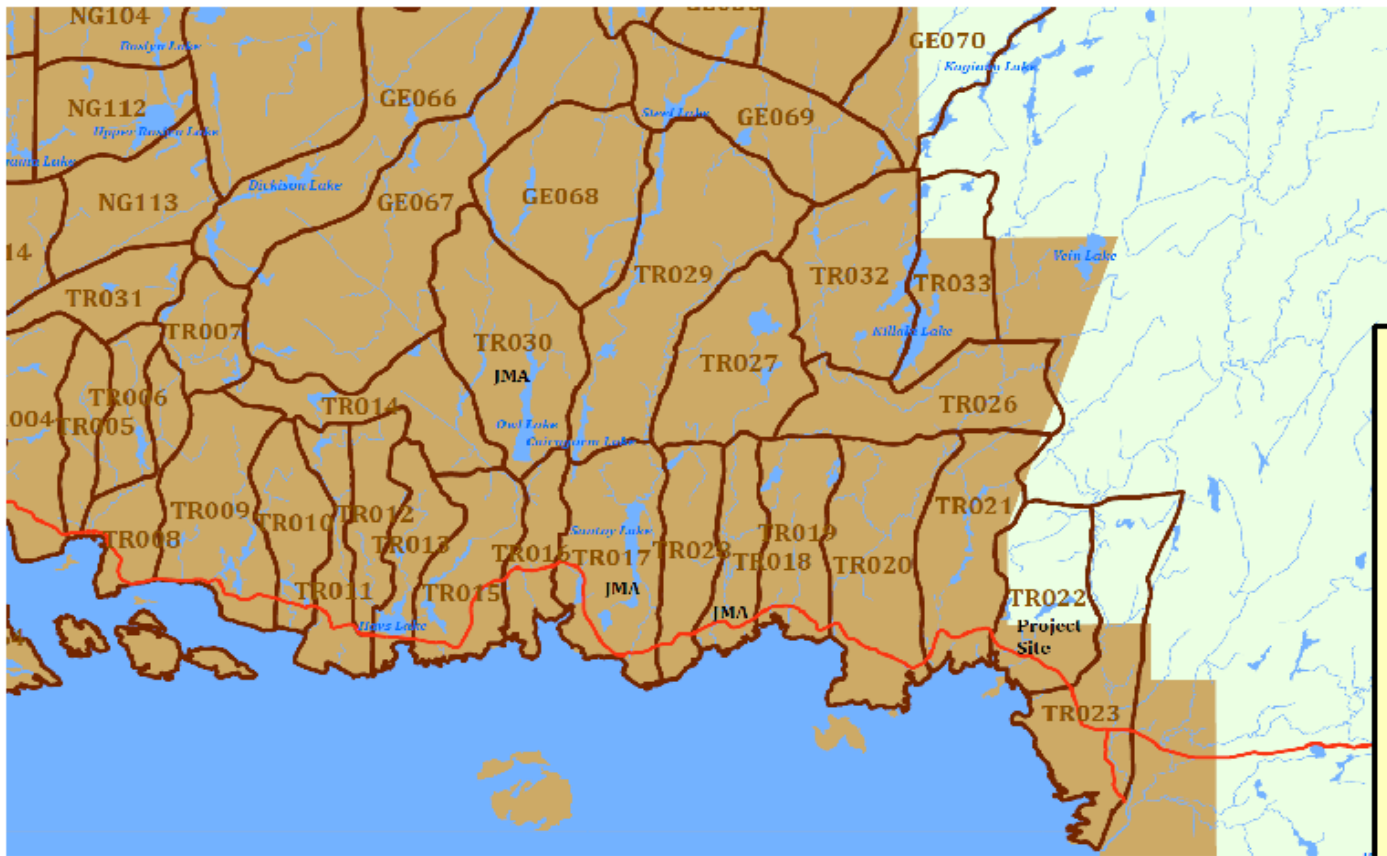 NG104
Roslyn Lake
GE070
Kagiano Lake
GE066
NG112
Steel Lake
GE069
Upper Roslyn Lake
Dickison Lake
GE068
NG113
GE067
14
Vein Lake
TR029
TR032
TR033
TR031
TR007
Killala Lake
TR030
TR027
JMA
TR006
TR014
TR026
004
TR005
Owl Lake
Cairngorm Lake
TR021
TR009
TR010
TR012
Santoy Lake
TR019
TR008
TR013
TR016
TR017
TR028
TR018
TR020
TR011
TR015
JMA
TR022
JMA
Hays Lake
Project
Site
TR023